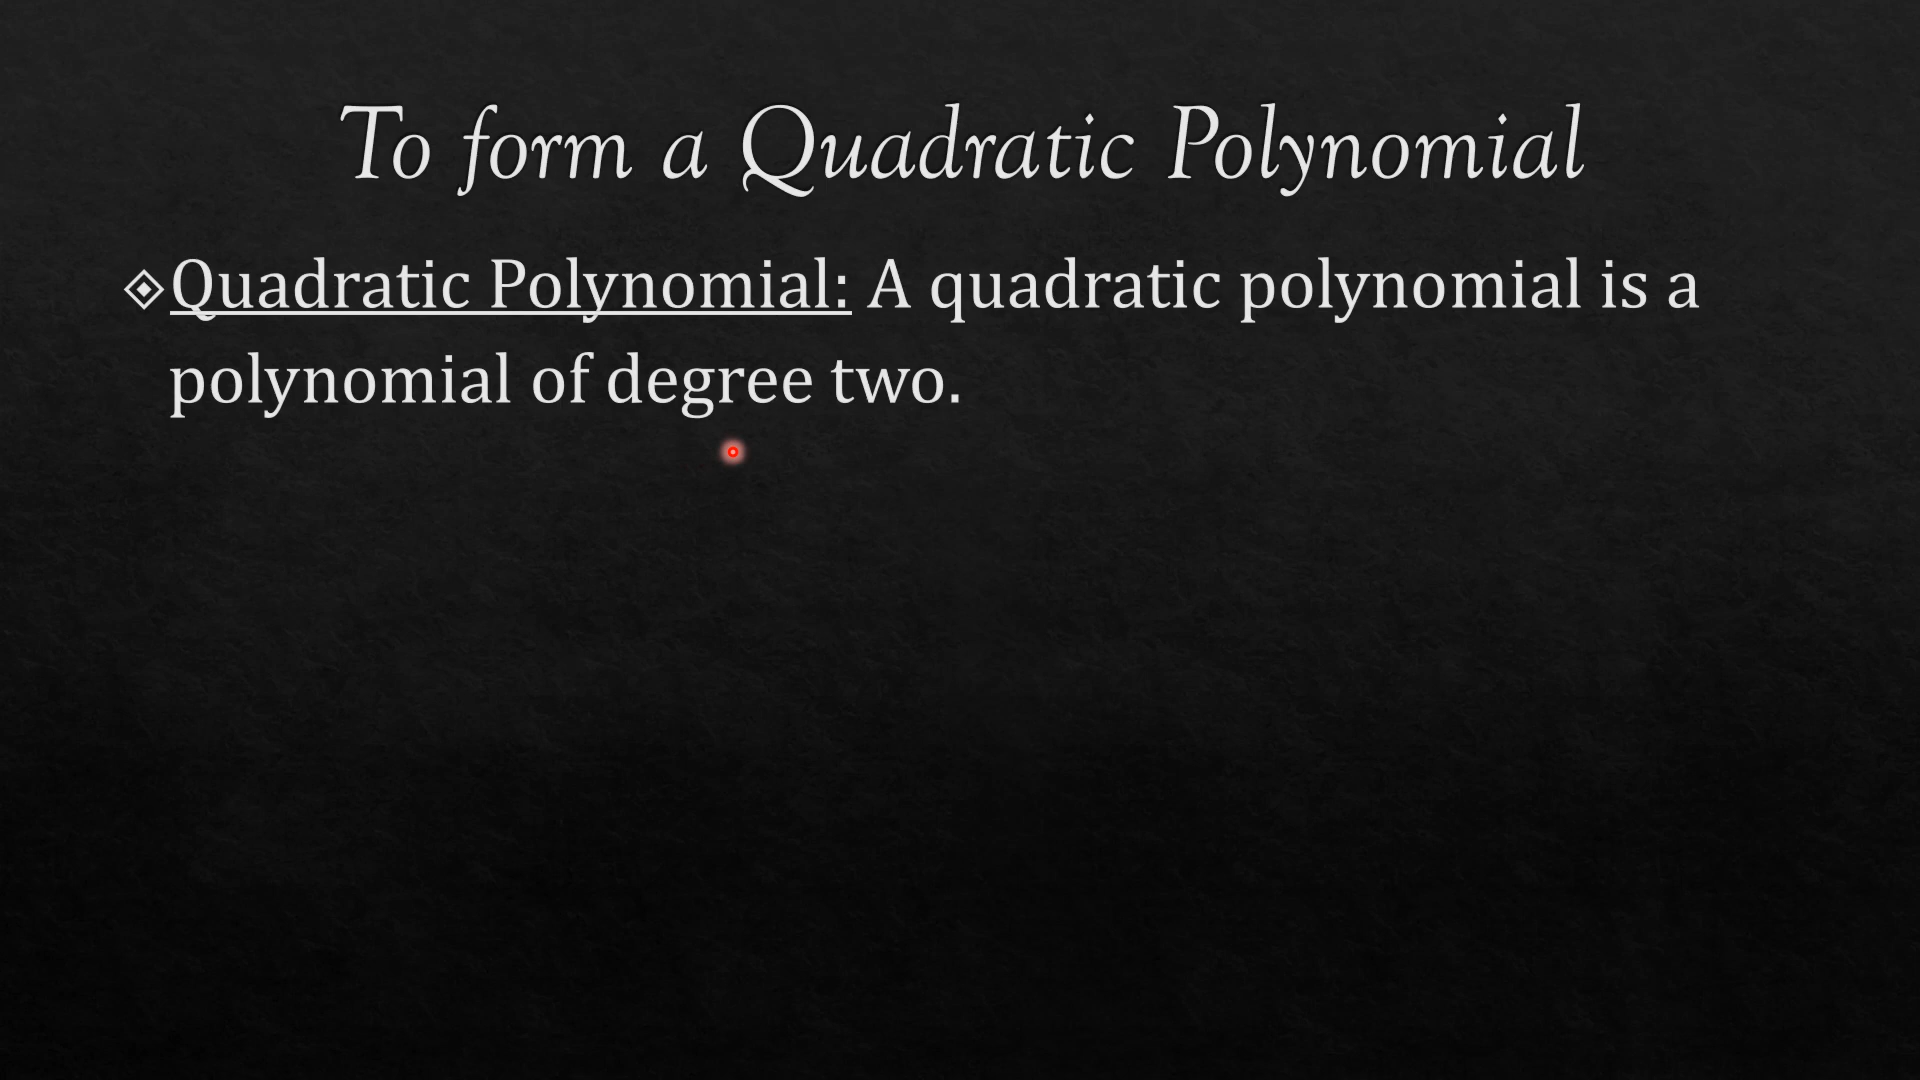 To form a Quadratic Polynomial
Quadratic Polynomial: A quadratic polynomial is a
polynomial of degree two.